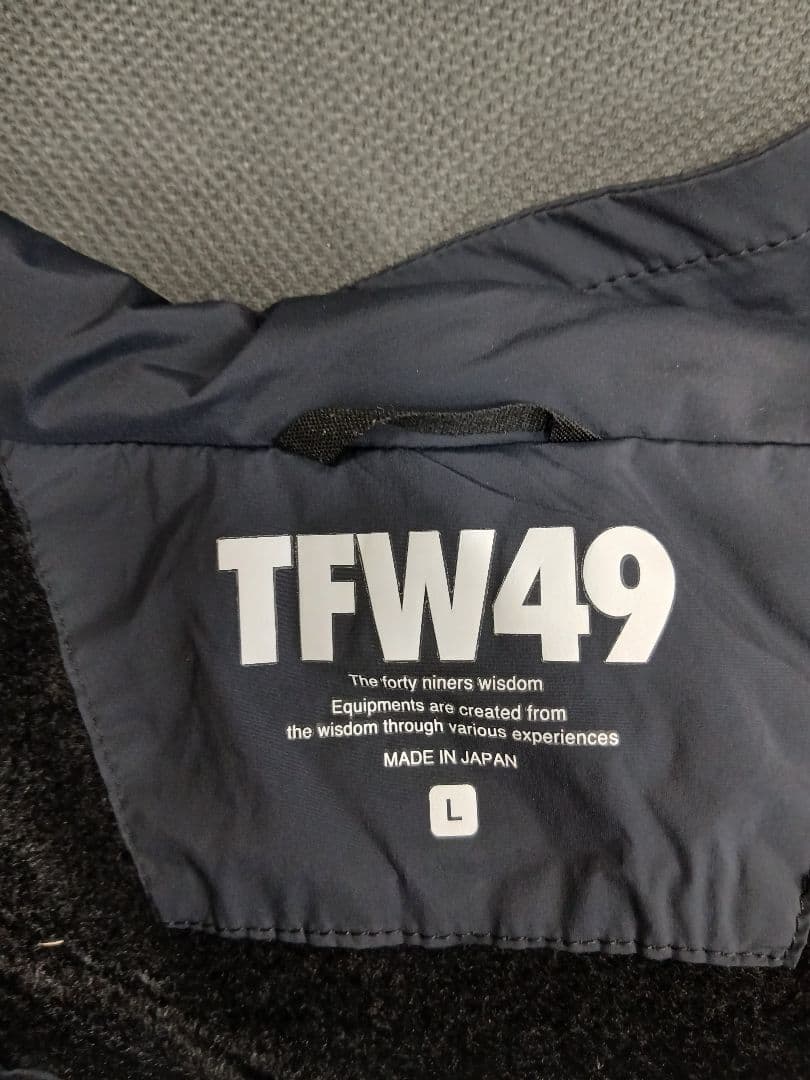 TFW49
The forty niners wisdom
Equipments are created from
the wisdom through various experiences
MADE IN JAPAN
L